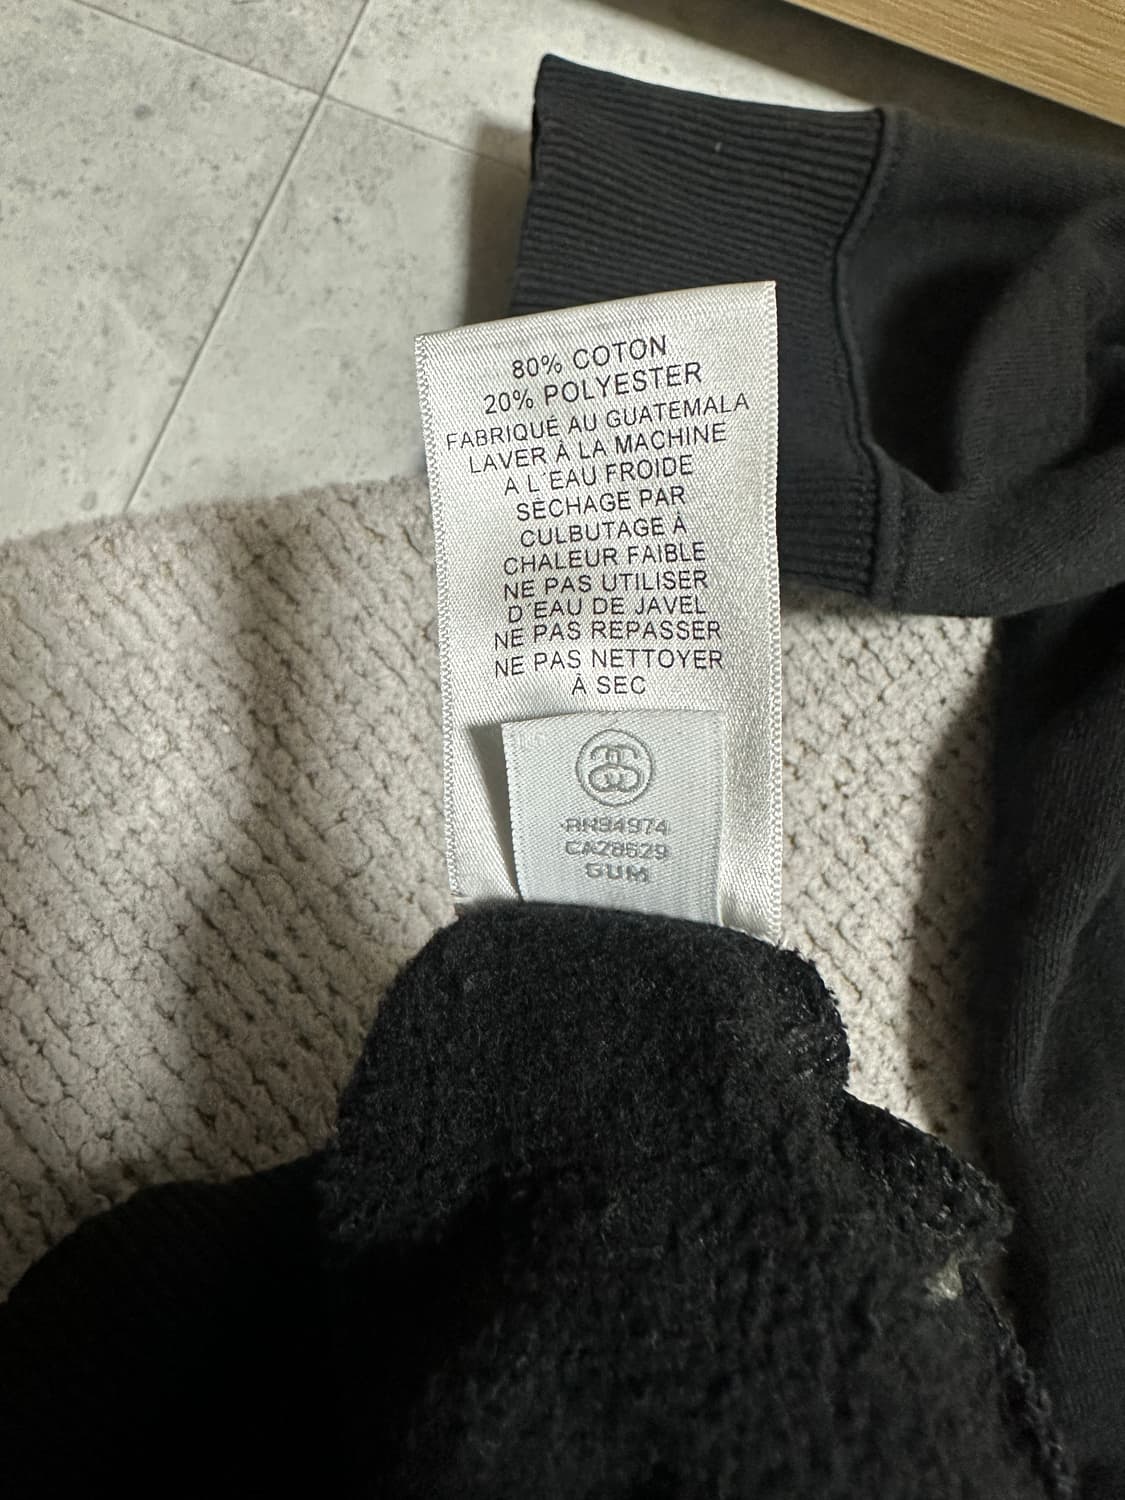 80% COTON
20% POLYESTER
FABRIQUÉ AU GUATEMALA
LAVER À LA MACHINE
A L'EAU FROIDE
SÉCHAGE PAR
CULBUTAGE À
CHALEUR FAIBLE
NE PAS UTILISER
D'EAU DE JAVEL
NE PAS REPASSER
NE PAS NETTOYER
À SEC
RN94974
CA28629
GUM